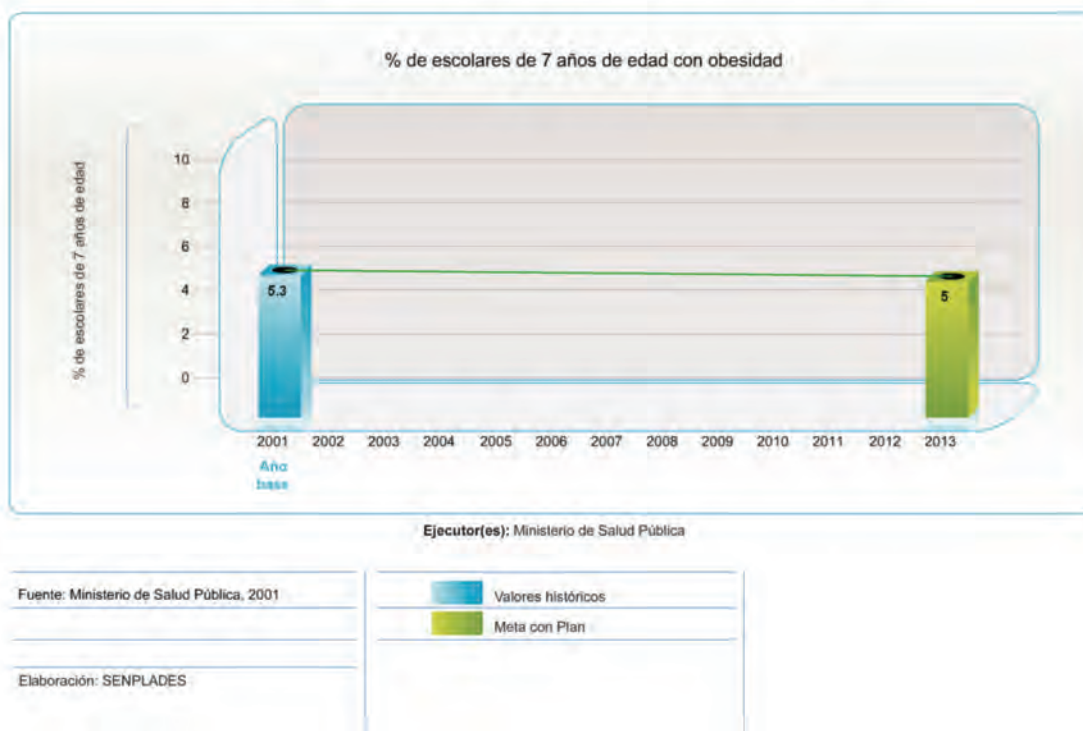 % de escolares de 7 años de edad con obesidad
% de escolares de 7 años de edad
10
8
6
4
2
0
5.3
5
2001 2002 2003 2004 2005 2006 2007 2008 2009 2010 2011 2012 2013
Año
base
Ejecutor(es): Ministerio de Salud Pública
Fuente: Ministerio de Salud Pública, 2001
Elaboración: SENPLADES
Valores históricos
Meta con Plan